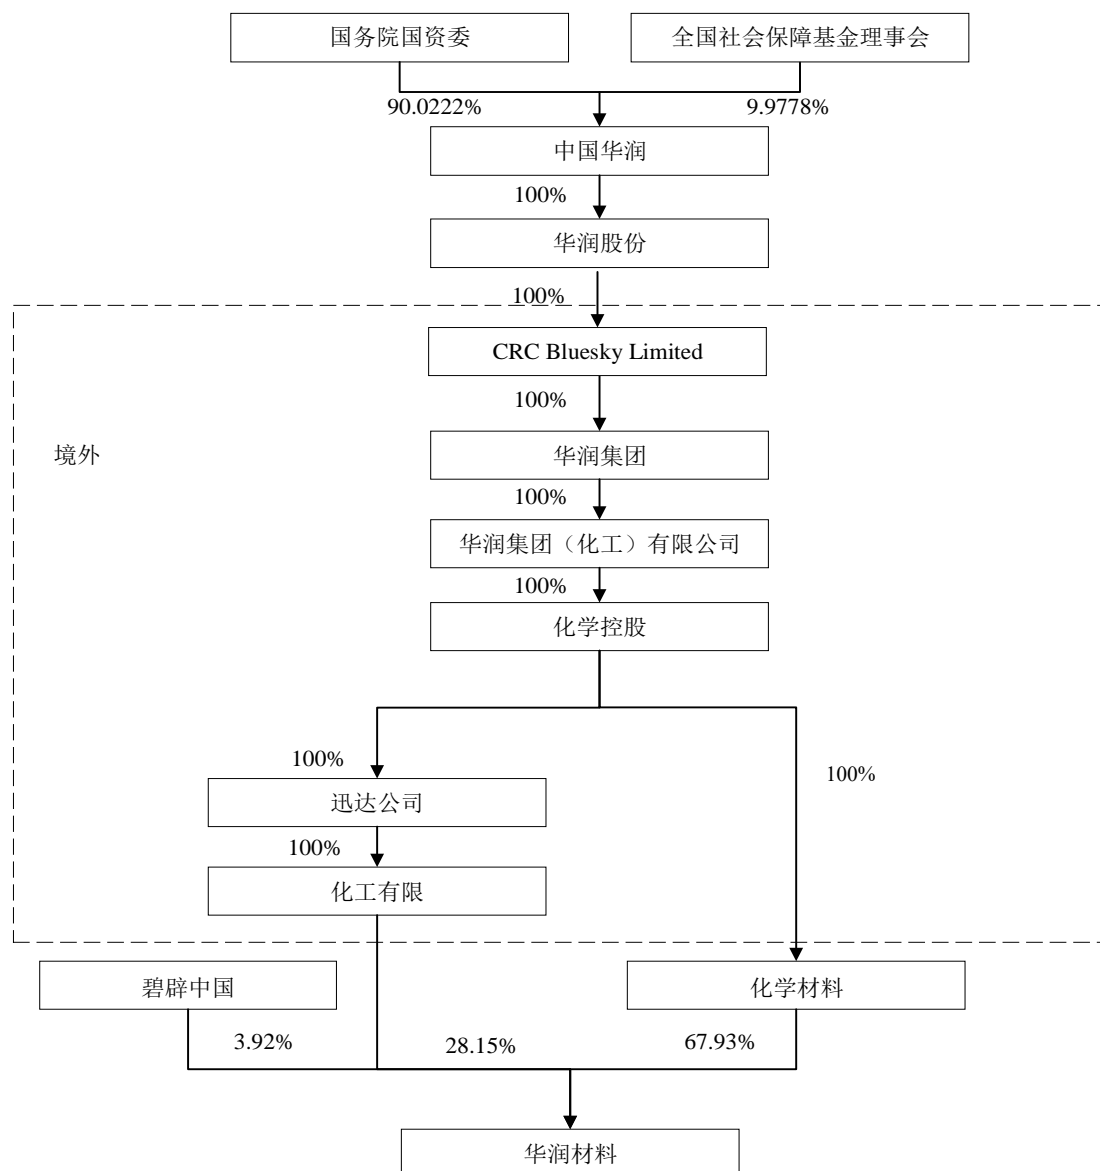 国务院国资委
全国社会保障基金理事会
90.0222%
9.9778%
中国华润
100%
华润股份
100%
CRC Bluesky Limited
100%
境外
华润集团
100%
华润集团（化工）有限公司
100%
化学控股
100%
100%
迅达公司
100%
化工有限
碧辟中国
化学材料
3.92%
28.15%
67.93%
华润材料